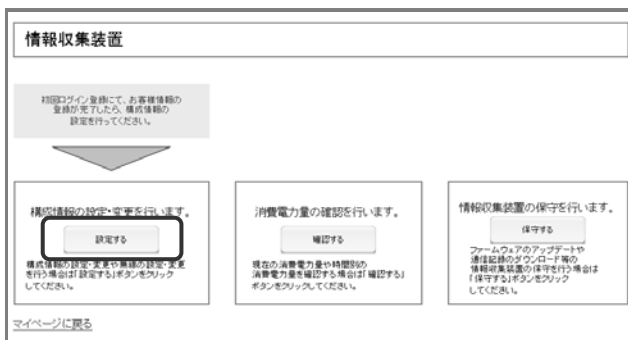 情報収集装置
初回ログイン登録にて、お客様情報の
登録が完了したら、構成情報の
設定を行ってください。
構成情報の設定・変更を行います。
設定する
構成情報の設定・変更や無線の設定・変更
を行う場合は「設定する」ボタンをクリック
してください。
消費電力量の確認を行います。
確認する
現在の消費電力量や時間別の
消費電力量を確認する場合は「確認する」
ボタンをクリックしてください。
情報収集装置の保守を行います。
保守する
ファームウェアのアップデートや
通信記録のダウンロード等の
情報収集装置の保守を行う場合は
「保守する」ボタンをクリック
してください。
マイページに戻る